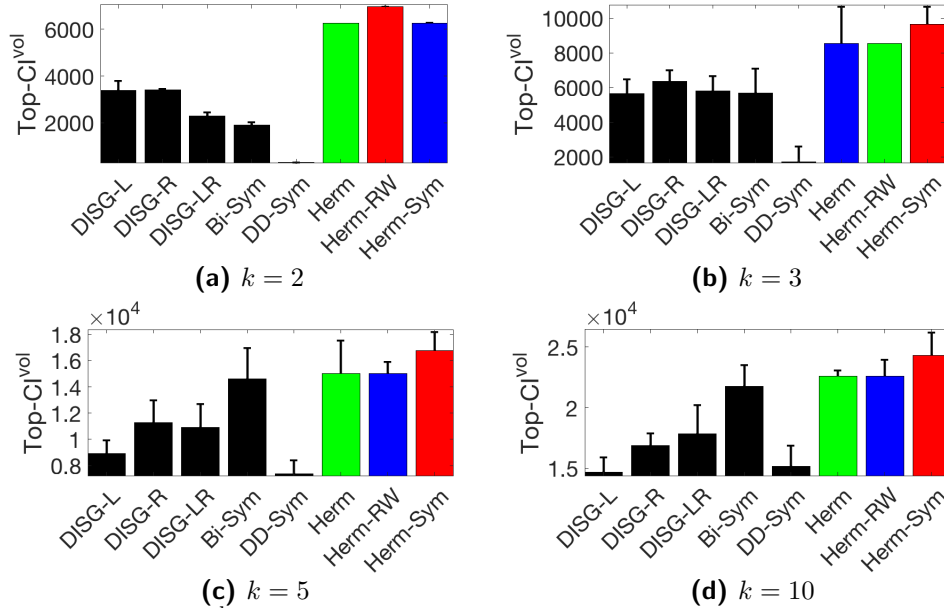 Top-CI^vol
6000
4000
2000
DISG-L
DISG-R
DISG-LR
Bi-Sym
DD-Sym
Herm
Herm-RW
Herm-Sym
(a) k = 2
Top-CI^vol
10000
8000
6000
4000
2000
DISG-L
DISG-R
DISG-LR
Bi-Sym
DD-Sym
Herm
Herm-RW
Herm-Sym
(b) k = 3
×10^4
Top-CI^vol
1.8
1.6
1.4
1.2
1
0.8
DISG-L
DISG-R
DISG-LR
Bi-Sym
DD-Sym
Herm
Herm-RW
Herm-Sym
(c) k = 5
×10^4
Top-CI^vol
2.5
2
1.5
DISG-L
DISG-R
DISG-LR
Bi-Sym
DD-Sym
Herm
Herm-RW
Herm-Sym
(d) k = 10